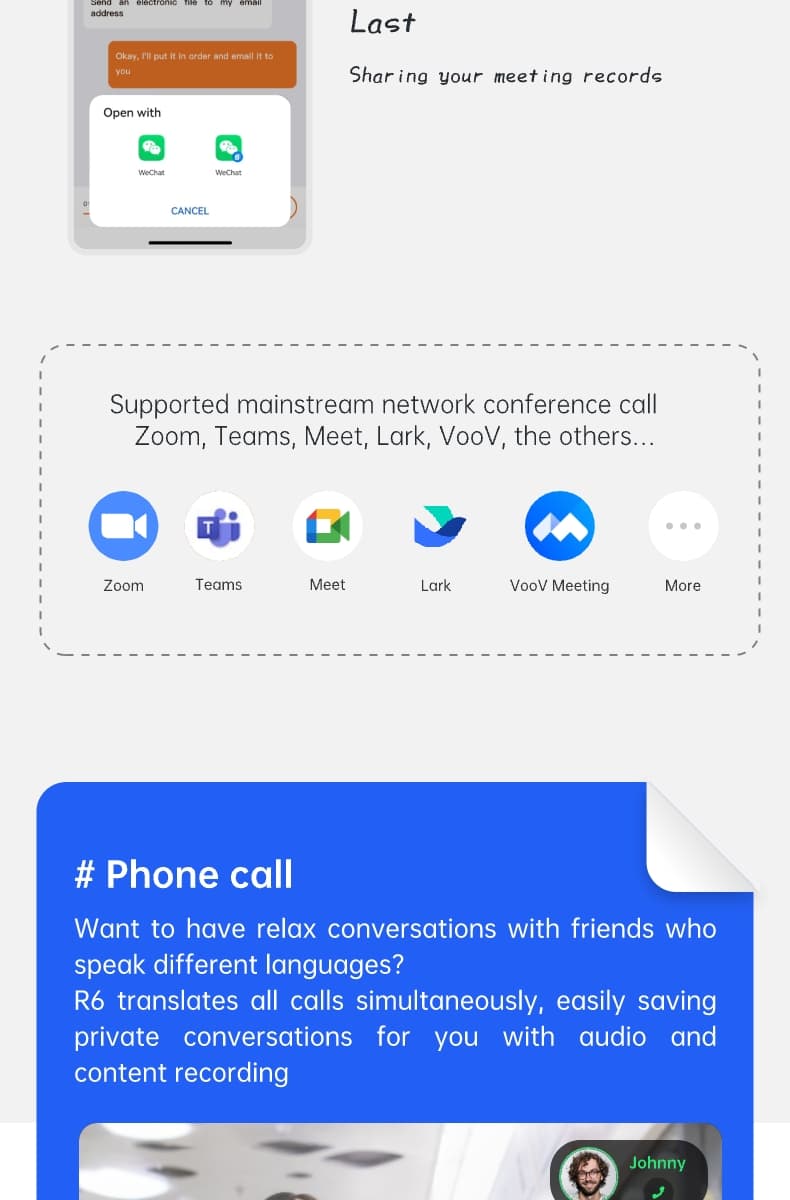 Send an electronic file to my email
address
Okay, I'll put it in order and email it to
you
Open with
WeChat
WeChat
CANCEL
Last
Sharing your meeting records
Supported mainstream network conference call
Zoom, Teams, Meet, Lark, VooV, the others...
T
Zoom
Teams
Meet
Lark
VooV Meeting
More
# Phone call
Want to have relax conversations with friends who
speak different languages?
R6 translates all calls simultaneously, easily saving
private conversations for you with audio and
content recording
Johnny